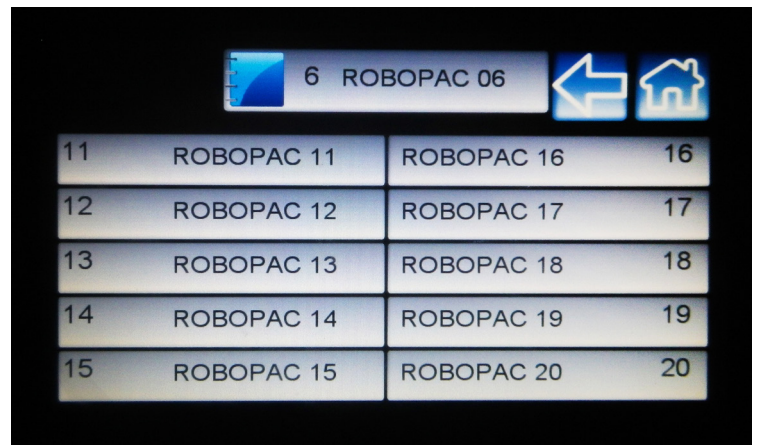 6 ROBOPAC 06
11 ROBOPAC 11 ROBOPAC 16 16
12 ROBOPAC 12 ROBOPAC 17 17
13 ROBOPAC 13 ROBOPAC 18 18
14 ROBOPAC 14 ROBOPAC 19 19
15 ROBOPAC 15 ROBOPAC 20 20